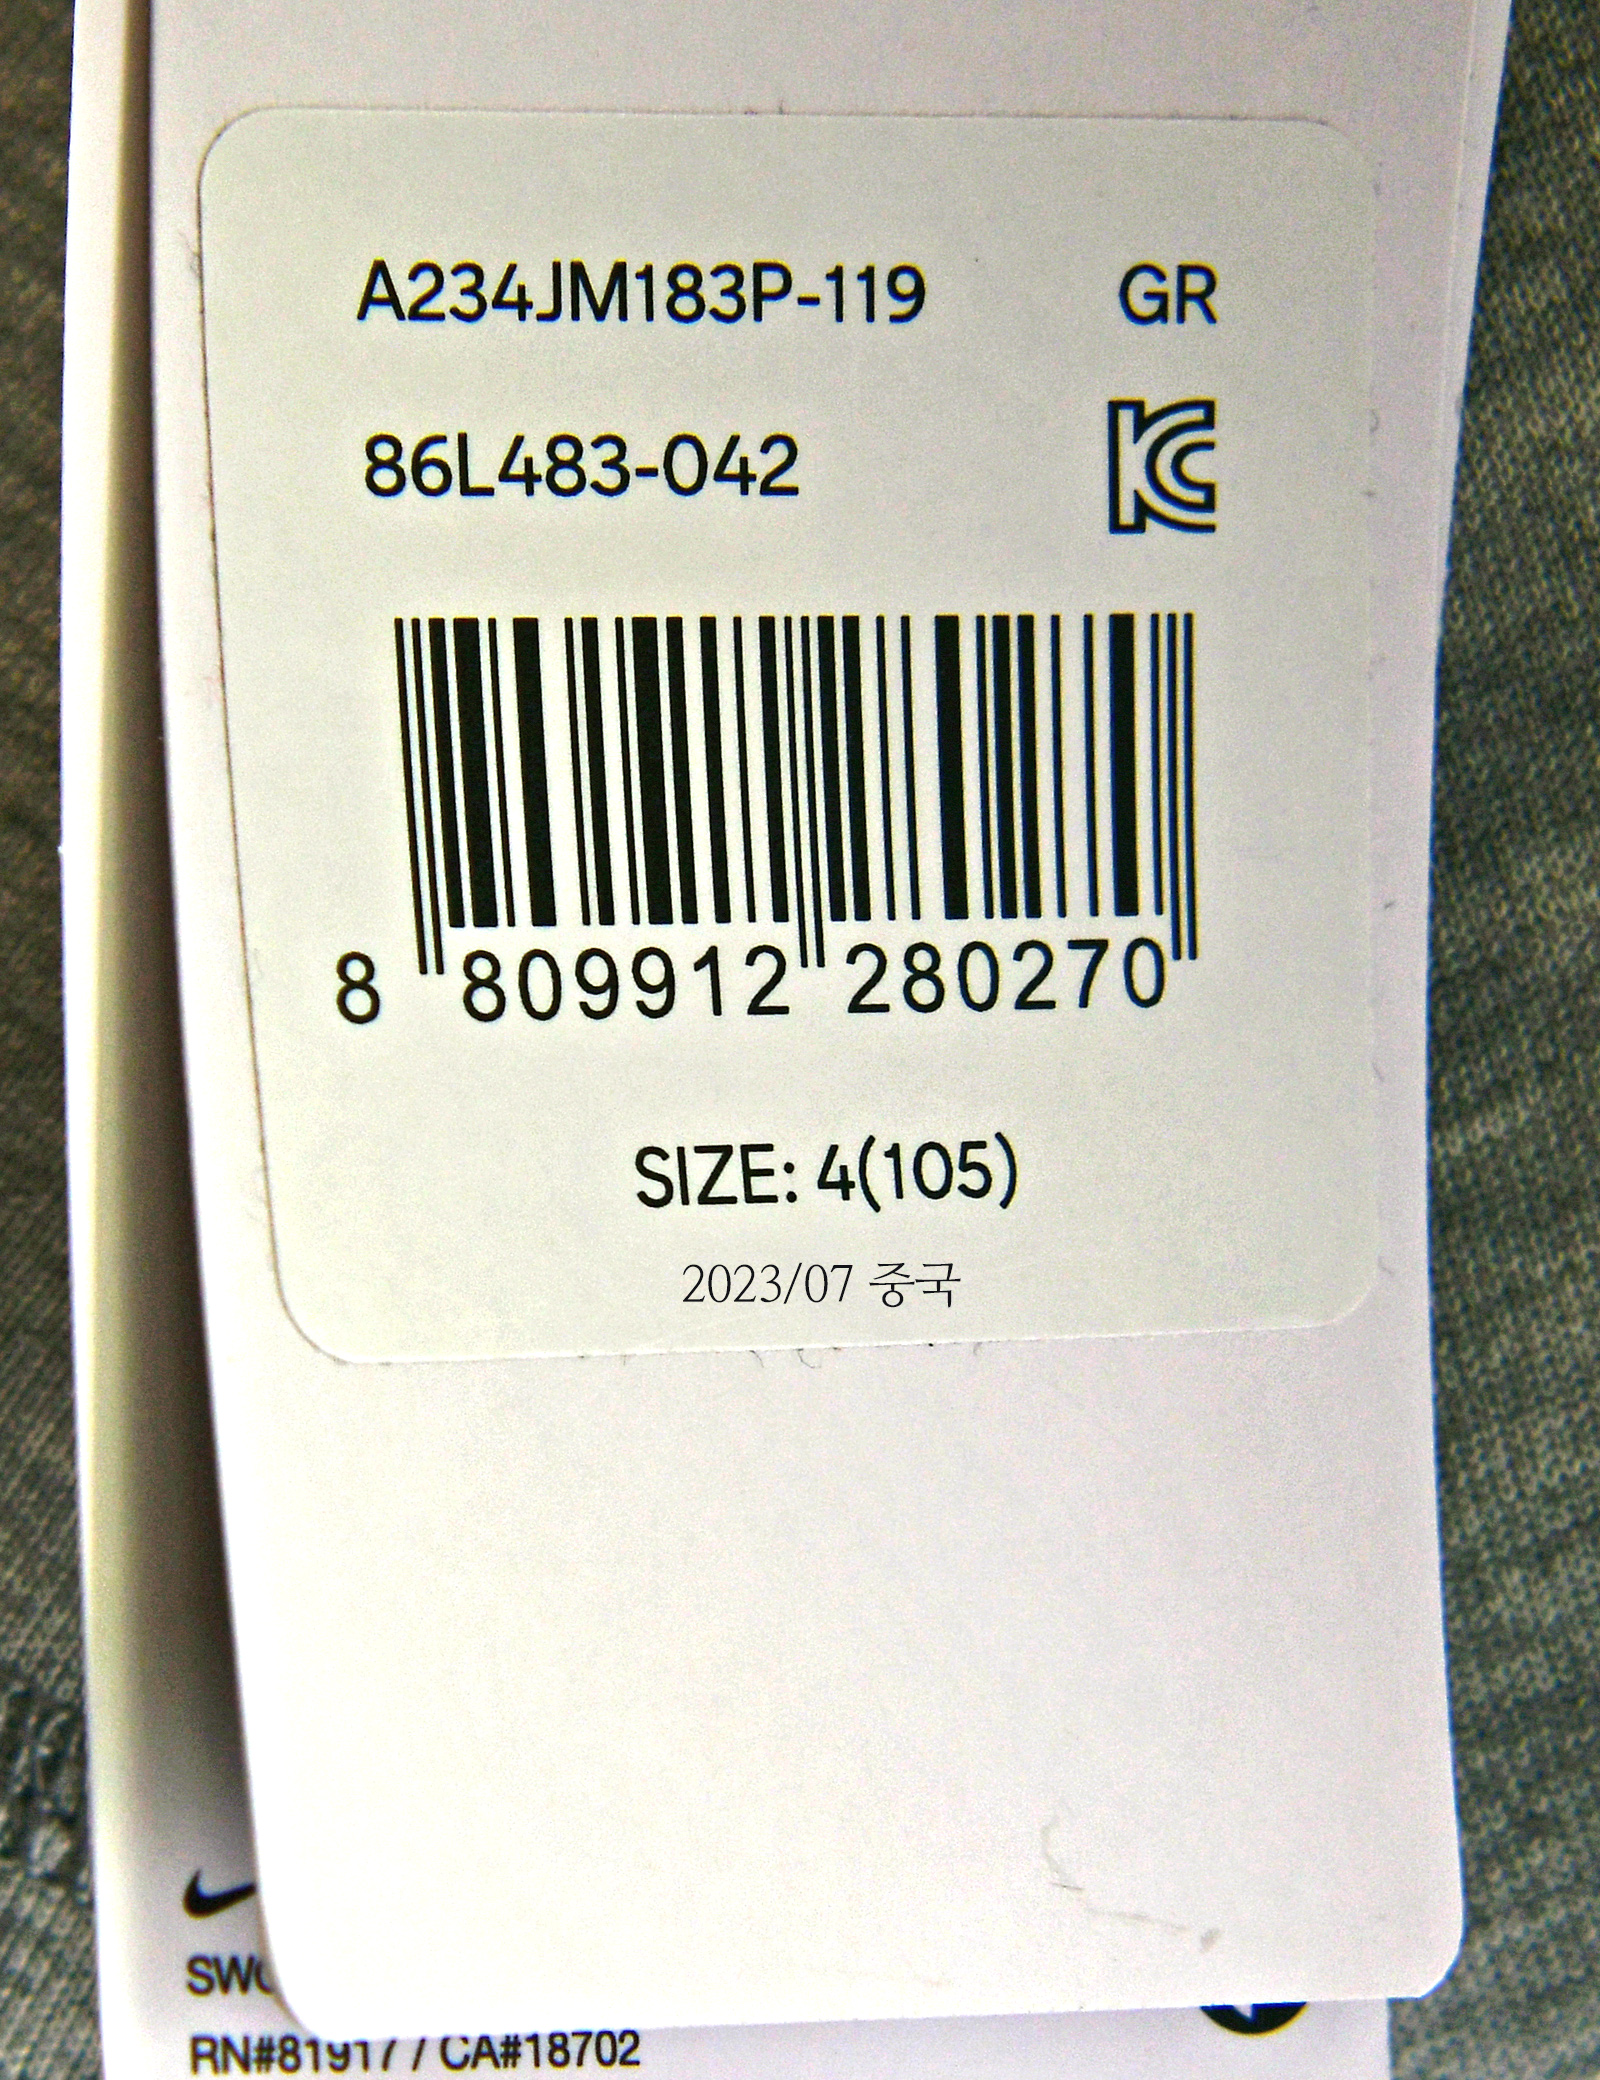 A234JM183P-119 GR
86L483-042
8 809912 280270
SIZE: 4(105)
2023/07 중국
RN#81917 / CA#18702